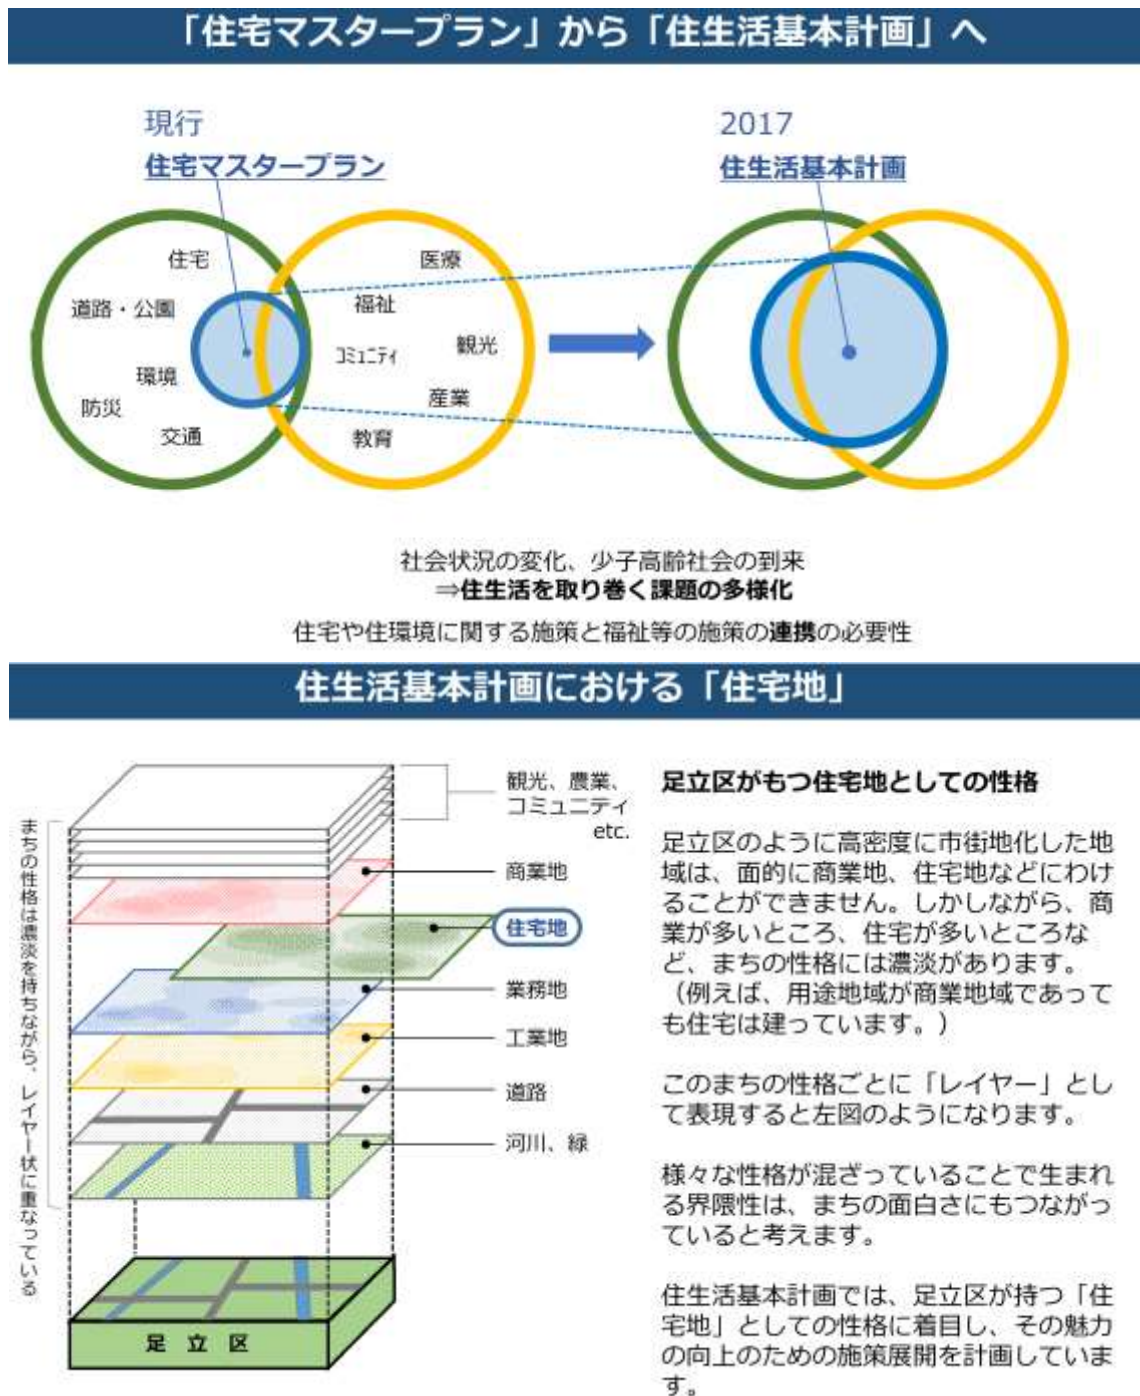 「住宅マスタープラン」から「住生活基本計画」へ
現行
住宅マスタープラン
2017
住生活基本計画
住宅
道路・公園
環境
防災
交通
医療
福祉
コミュニティ
観光
産業
教育
社会状況の変化、少子高齢社会の到来
⇒住生活を取り巻く課題の多様化
住宅や住環境に関する施策と福祉等の施策の連携の必要性
住生活基本計画における「住宅地」
まちの性格は濃淡を持ちながら、レイヤー状に重なっている
観光、農業、
コミュニティ
etc.
商業地
住宅地
業務地
工業地
道路
河川、緑
足立区
足立区がもつ住宅地としての性格
足立区のように高密度に市街地化した地
域は、面的に商業地、住宅地などにわけ
ることができません。しかしながら、商
業が多いところ、住宅が多いところな
ど、まちの性格には濃淡があります。
（例えば、用途地域が商業地域であって
も住宅は建っています。）
このまちの性格ごとに「レイヤー」とし
て表現すると左図のようになります。
様々な性格が混ざっていることで生まれ
る界隈性は、まちの面白さにもつながっ
ていると考えます。
住生活基本計画では、足立区が持つ「住
宅地」としての性格に着目し、その魅力
の向上のための施策展開を計画していま
す。